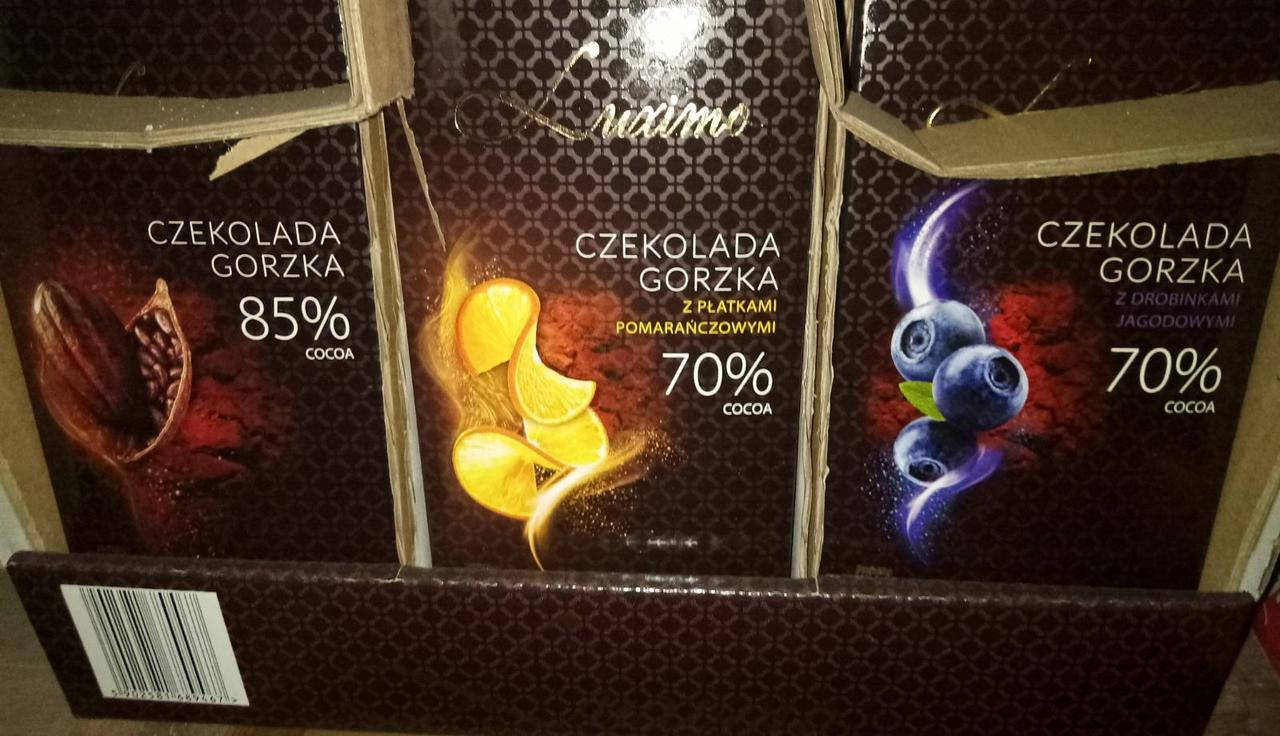 Luximo
CZEKOLADA
GORZKA
85%
COCOA
CZEKOLADA
GORZKA
Z PŁATKAMI
POMARAŃCZOWYMI
70%
COCOA
CZEKOLADA
GORZKA
Z DROBINKAMI
JAGODOWYMI
70%
COCOA